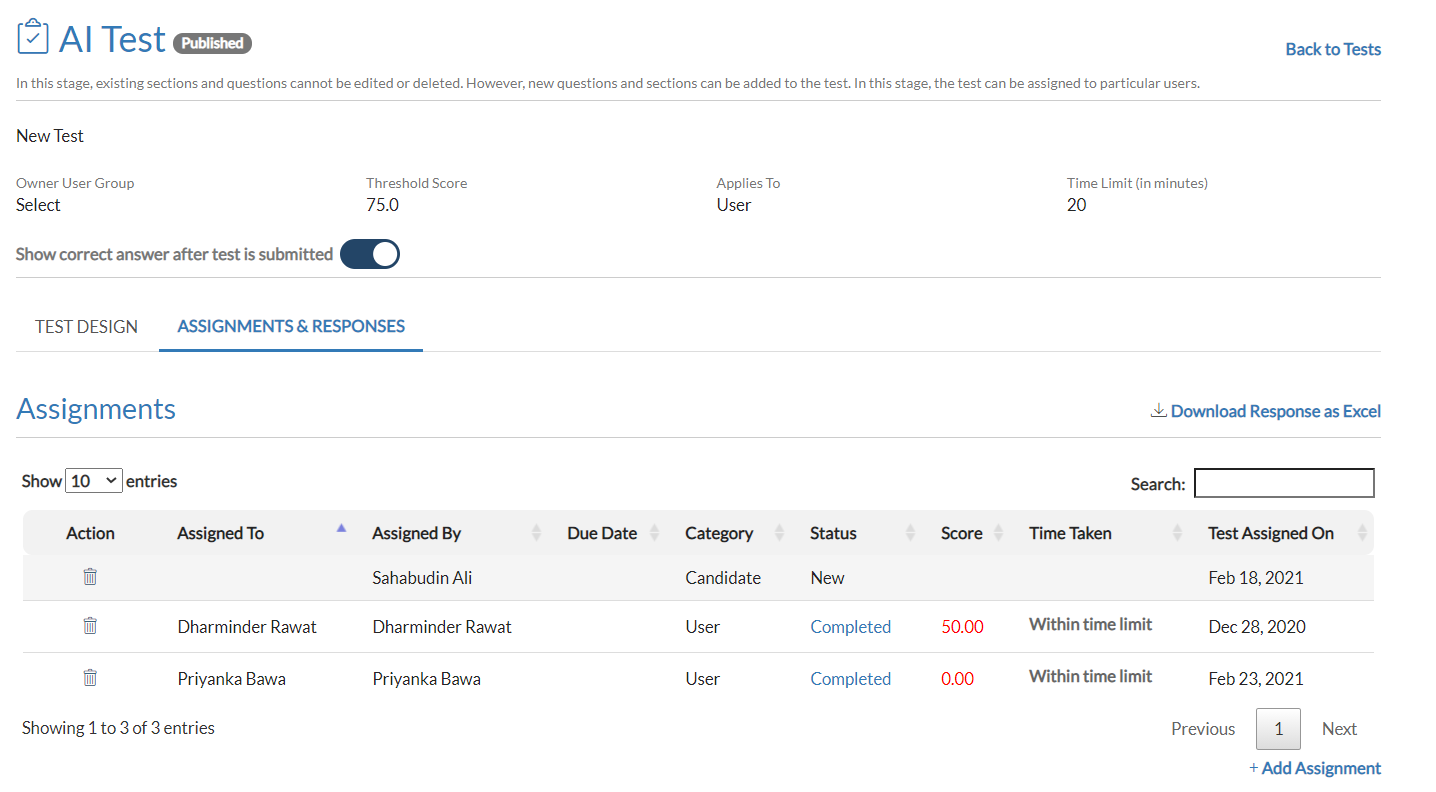 AI Test Published
Back to Tests
In this stage, existing sections and questions cannot be edited or deleted. However, new questions and sections can be added to the test. In this stage, the test can be assigned to particular users.
New Test
Owner User Group Threshold Score Applies To Time Limit (in minutes)
Select 75.0 User 20
Show correct answer after test is submitted
TEST DESIGN ASSIGNMENTS & RESPONSES
Assignments
Download Response as Excel
Show 10 entries
Search:
Action Assigned To Assigned By Due Date Category Status Score Time Taken Test Assigned On
Sahabudin Ali Candidate New Feb 18, 2021
Dharminder Rawat Dharminder Rawat User Completed 50.00 Within time limit Dec 28, 2020
Priyanka Bawa Priyanka Bawa User Completed 0.00 Within time limit Feb 23, 2021
Showing 1 to 3 of 3 entries
Previous 1 Next
+ Add Assignment